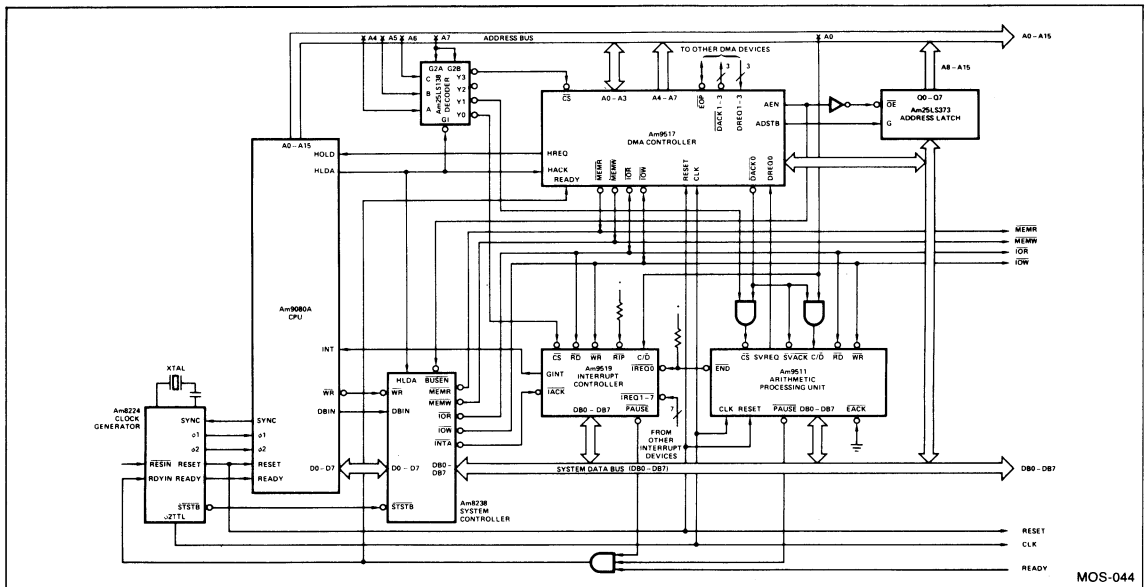 A4 A5 A6 A7 ADDRESS BUS A0 A0–A15
TO OTHER DMA DEVICES
3 3
A8–A15
G2A G2B
C
B
A
Am25LS138
DECODER
Y3
Y2
Y1
Y0
G1
CS A0–A3 A4–A7 EOP DACK 1–3 DREQ1–3
AEN
ADSTB
Am9517
DMA CONTROLLER
HREQ
HACK
READY
MEMR MEMW IOR IOW RESET CLK DACK0 DREQ0
Q0–Q7
OE Am25LS373
G ADDRESS LATCH
A0–A15
HOLD
HLDA
Am9080A
CPU
INT
WR
DBIN
SYNC
φ1
φ2
RESET
READY
D0–D7
MEMR
MEMW
IOR
IOW
XTAL
Am8224
CLOCK
GENERATOR
SYNC
φ1
φ2
RESIN RESET
RDYIN READY
STSTB
φ2TTL
HLDA BUSEN
WR MEMR
DBIN MEMW
IOR
IOW
INTA
D0–D7 DB0–
DB7
STSTB
Am8238
SYSTEM
CONTROLLER
CS RD WR RIP C/D
GINT
IACK
Am9519
INTERRUPT
CONTROLLER
IREQ0
IREQ1–7
DB0–DB7 PAUSE
7
FROM
OTHER
INTERRUPT
DEVICES
CS SVREQ SVACK C/D RD WR
END
Am9511
ARITHMETIC
PROCESSING UNIT
CLK RESET PAUSE DB0–DB7 EACK
SYSTEM DATA BUS (DB0–DB7) DB0–DB7
RESET
CLK
READY
MOS-044